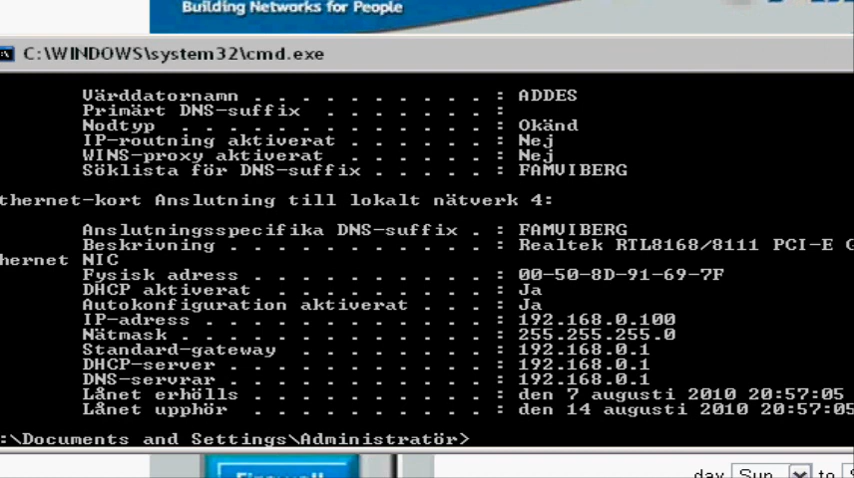 Building Networks for People
C:\WINDOWS\system32\cmd.exe
Värddatornamn . . . . . . . . . . . : ADDES
Primärt DNS-suffix . . . . . . . . :
Nodtyp . . . . . . . . . . . . . . : Okänd
IP-routning aktiverat . . . . . . . : Nej
WINS-proxy aktiverat . . . . . . . : Nej
Söklista för DNS-suffix . . . . . : FAMVIBERG
thernet-kort Anslutning till lokalt nätverk 4:
Anslutningsspecifika DNS-suffix . : FAMVIBERG
Beskrivning . . . . . . . . . . . : Realtek RTL8168/8111 PCI-E G
hernet NIC
Fysisk adress . . . . . . . . . . : 00-50-8D-91-69-7F
DHCP aktiverat . . . . . . . . . . : Ja
Autokonfiguration aktiverat . . . . : Ja
IP-adress . . . . . . . . . . . . : 192.168.0.100
Nätmask . . . . . . . . . . . . . . : 255.255.255.0
Standard-gateway . . . . . . . . . : 192.168.0.1
DHCP-server . . . . . . . . . . . : 192.168.0.1
DNS-servrar . . . . . . . . . . . : 192.168.0.1
Lånet erhölls . . . . . . . . . . : den 7 augusti 2010 20:57:05
Lånet upphör . . . . . . . . . . : den 14 augusti 2010 20:57:05
:\Documents and Settings\Administratör>
day Sun to